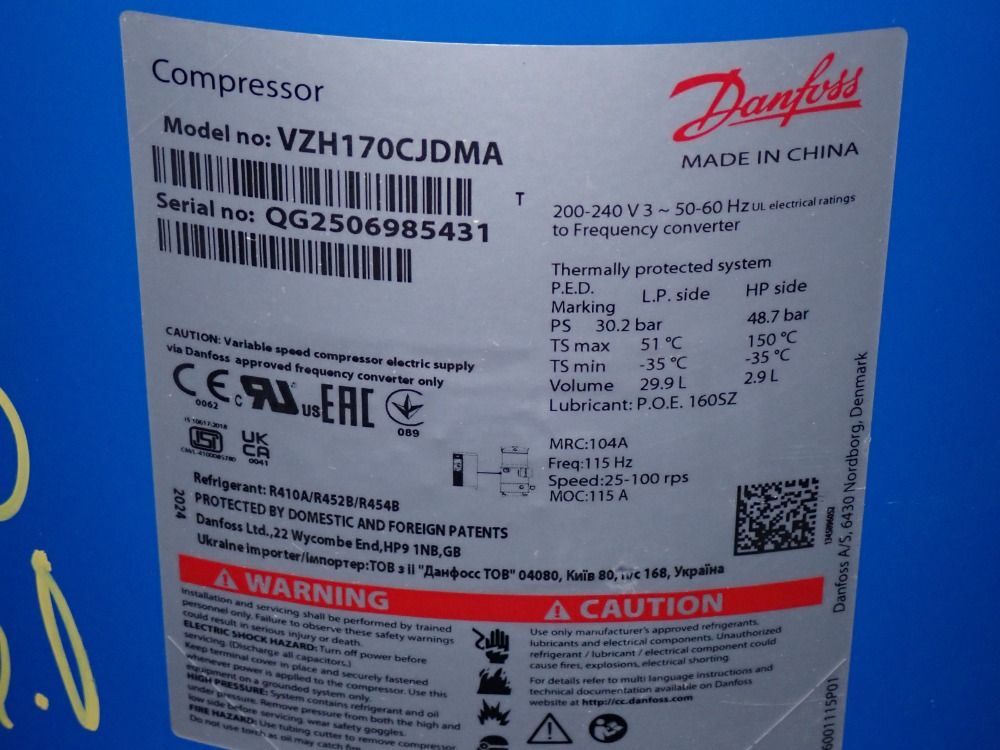 Compressor
Danfoss
MADE IN CHINA
Model no: VZH170CJDMA
Serial no: QG2506985431
T
200-240 V 3 ~ 50-60 Hz UL electrical ratings
to Frequency converter
Thermally protected system
P.E.D.
Marking L.P. side HP side
PS 30.2 bar 48.7 bar
TS max 51 °C 150 °C
TS min -35 °C -35 °C
Volume 29.9 L 2.9 L
Lubricant: P.O.E. 160SZ
CAUTION: Variable speed compressor electric supply
via Danfoss approved frequency converter only
CE
0062
c RU us
EAC
089
IS 10617:2018
ISI
UK
CA
0041
MRC:104A
Freq:115 Hz
Speed:25-100 rps
MOC:115 A
Refrigerant: R410A/R452B/R454B
2024
PROTECTED BY DOMESTIC AND FOREIGN PATENTS
Danfoss Ltd.,22 Wycombe End,HP9 1NB,GB
Ukraine importer/Імпортер:ТОВ з іі "Данфосс ТОВ" 04080, Київ 80, п/с 168, Україна
Danfoss A/S, 6430 Nordborg, Denmark
WARNING
Installation and servicing shall be performed by trained
personnel only. Failure to observe these safety warnings
could result in serious injury or death.
ELECTRIC SHOCK HAZARD: Turn off power before
servicing. (Discharge all capacitors.)
Keep terminal cover in place and securely fastened
whenever power is applied to the compressor. Use this
equipment on a grounded system only.
HIGH PRESSURE: System contains refrigerant and oil
under pressure. Remove pressure from both the high and
low side before servicing. wear safety goggles.
FIRE HAZARD: Use tubing cutter to remove compressor
Do not use torch as oil may catch fire
CAUTION
Use only manufacturer's approved refrigerants,
lubricants and electrical components. Unauthorized
refrigerant / lubricant / electrical component could
cause fires, explosions, electrical shorting.
For details refer to multi language instructions and
technical documentation available on Danfoss
website at http://cc.danfoss.com
6001115P01